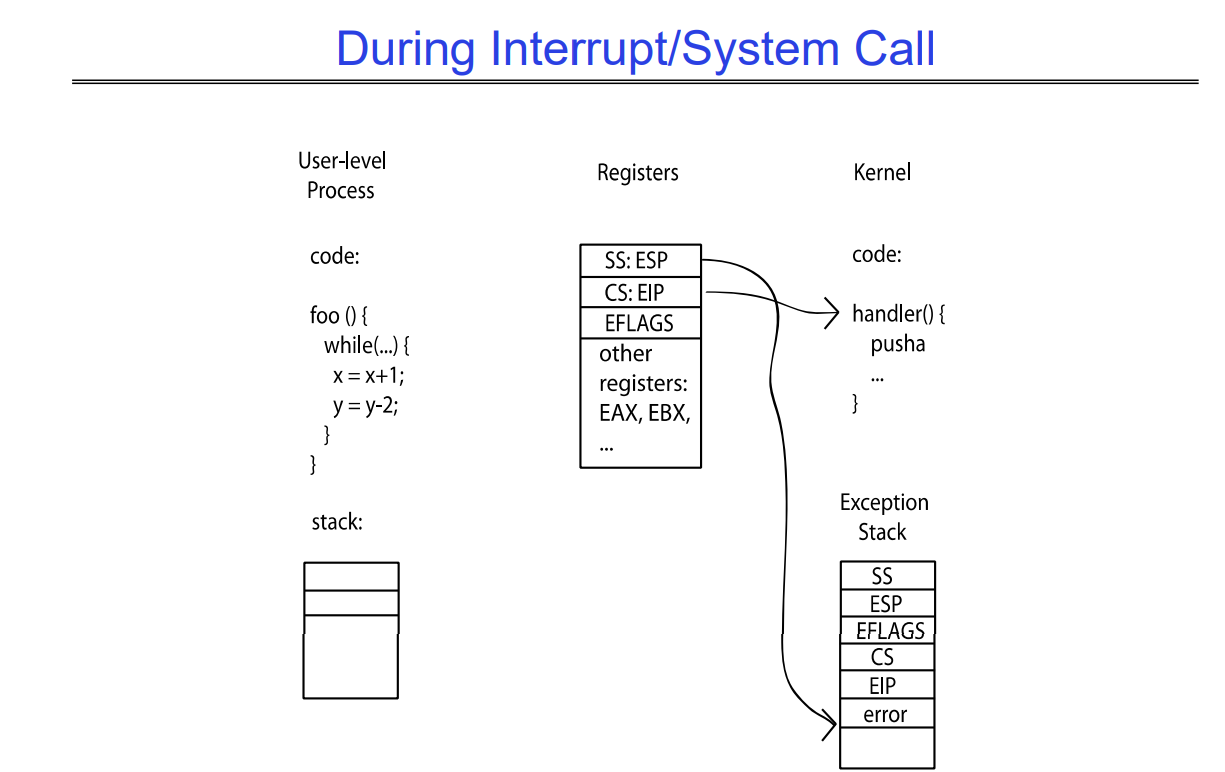 During Interrupt/System Call
User-level
Process
code:
foo () {
while(...) {
x = x+1;
y = y-2;
}
}
stack:
Registers
SS: ESP
CS: EIP
EFLAGS
other
registers:
EAX, EBX,
...
Kernel
code:
handler() {
pusha
...
}
Exception
Stack
SS
ESP
EFLAGS
CS
EIP
error